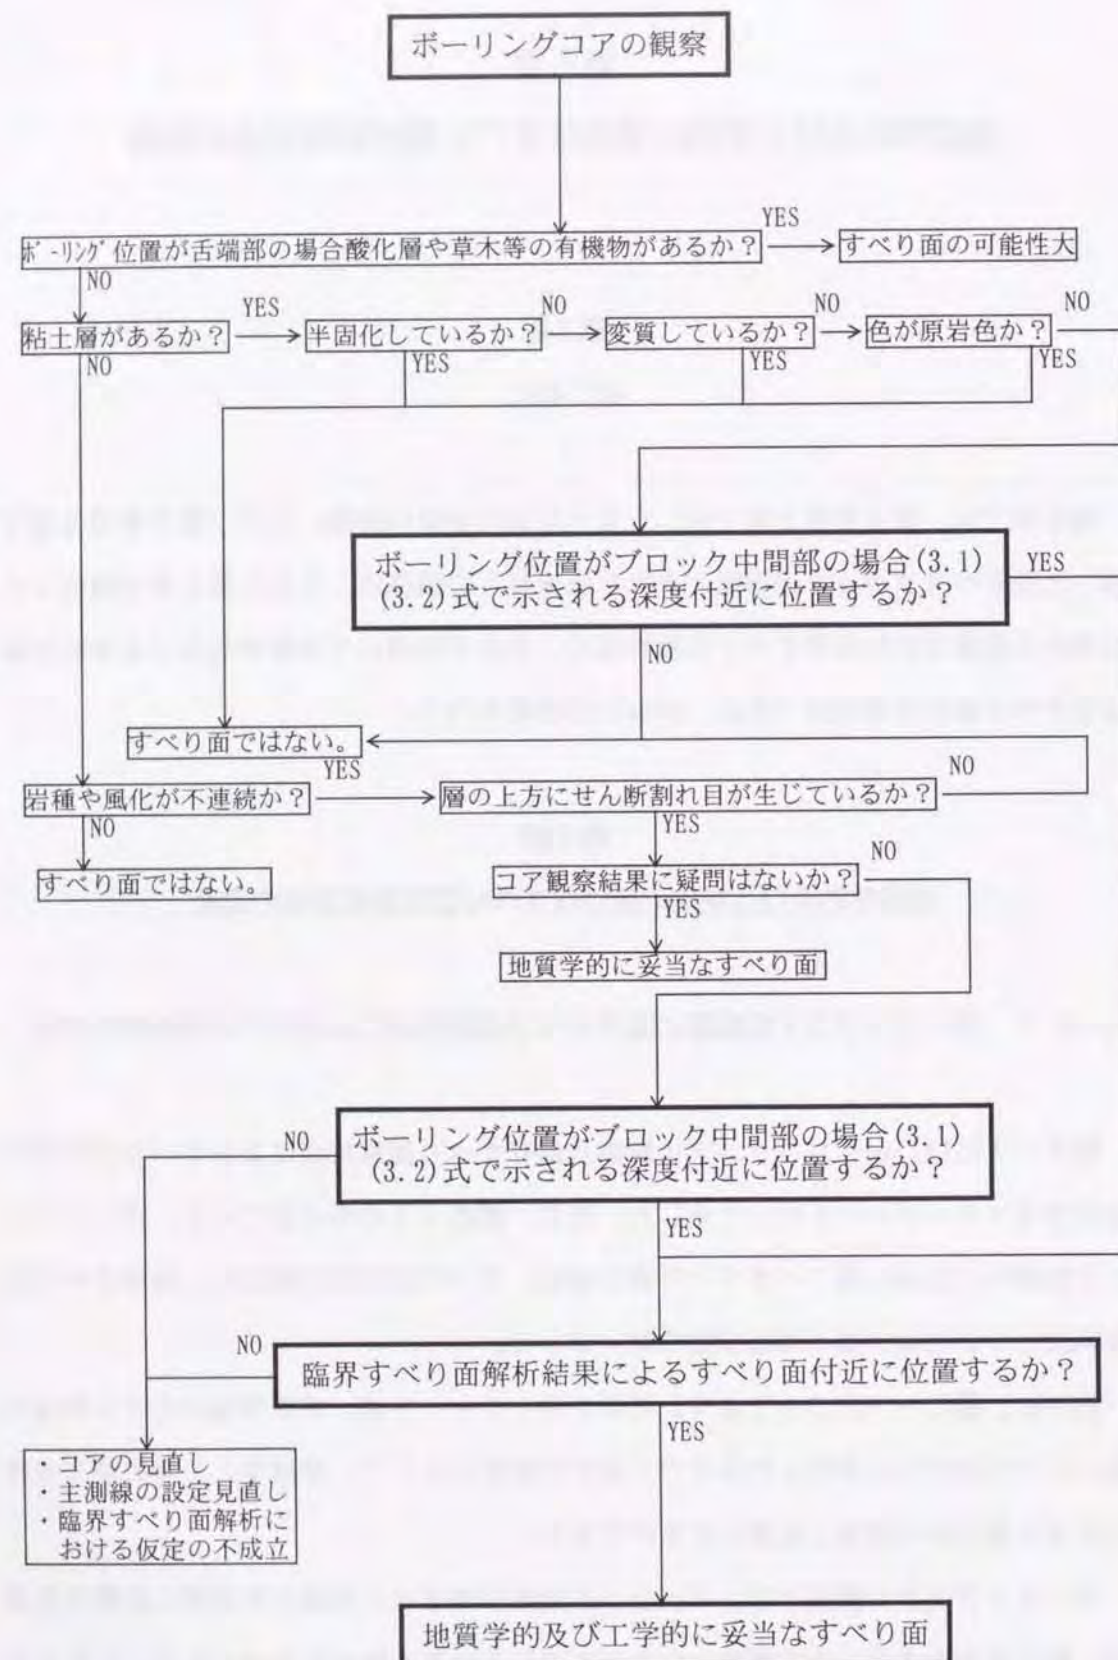 ボーリングコアの観察
YES
ボーリング位置が舌端部の場合酸化層や草木等の有機物があるか？
すべり面の可能性大
NO
粘土層があるか？
YES
半固化しているか？
NO
変質しているか？
NO
色が原岩色か？
NO
NO
YES
YES
YES
ボーリング位置がブロック中間部の場合(3.1)
(3.2)式で示される深度付近に位置するか？
YES
NO
すべり面ではない。
岩種や風化が不連続か？
YES
層の上方にせん断割れ目が生じているか？
NO
NO
YES
すべり面ではない。
コア観察結果に疑問はないか？
NO
YES
地質学的に妥当なすべり面
NO
ボーリング位置がブロック中間部の場合(3.1)
(3.2)式で示される深度付近に位置するか？
YES
NO
臨界すべり面解析結果によるすべり面付近に位置するか？
YES
・コアの見直し
・主測線の設定見直し
・臨界すべり面解析に
おける仮定の不成立
地質学的及び工学的に妥当なすべり面